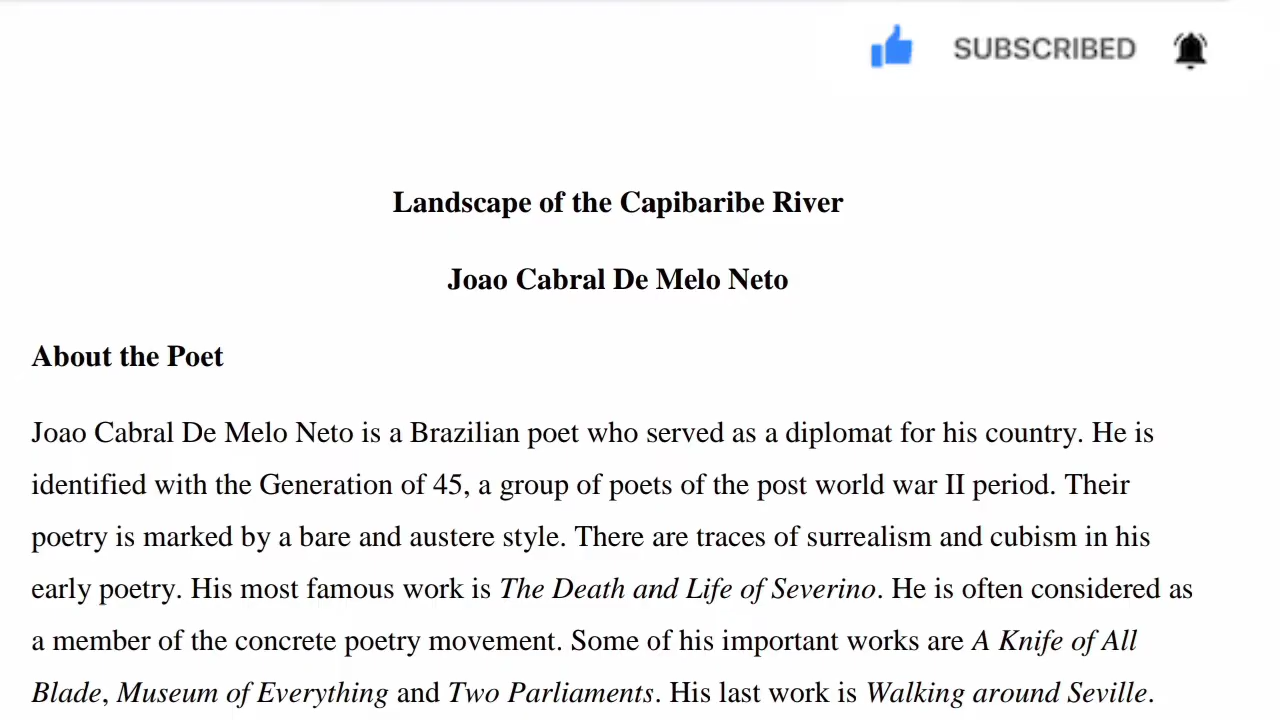 SUBSCRIBED
Landscape of the Capibaribe River
Joao Cabral De Melo Neto
About the Poet
Joao Cabral De Melo Neto is a Brazilian poet who served as a diplomat for his country. He is
identified with the Generation of 45, a group of poets of the post world war II period. Their
poetry is marked by a bare and austere style. There are traces of surrealism and cubism in his
early poetry. His most famous work is The Death and Life of Severino. He is often considered as
a member of the concrete poetry movement. Some of his important works are A Knife of All
Blade, Museum of Everything and Two Parliaments. His last work is Walking around Seville.